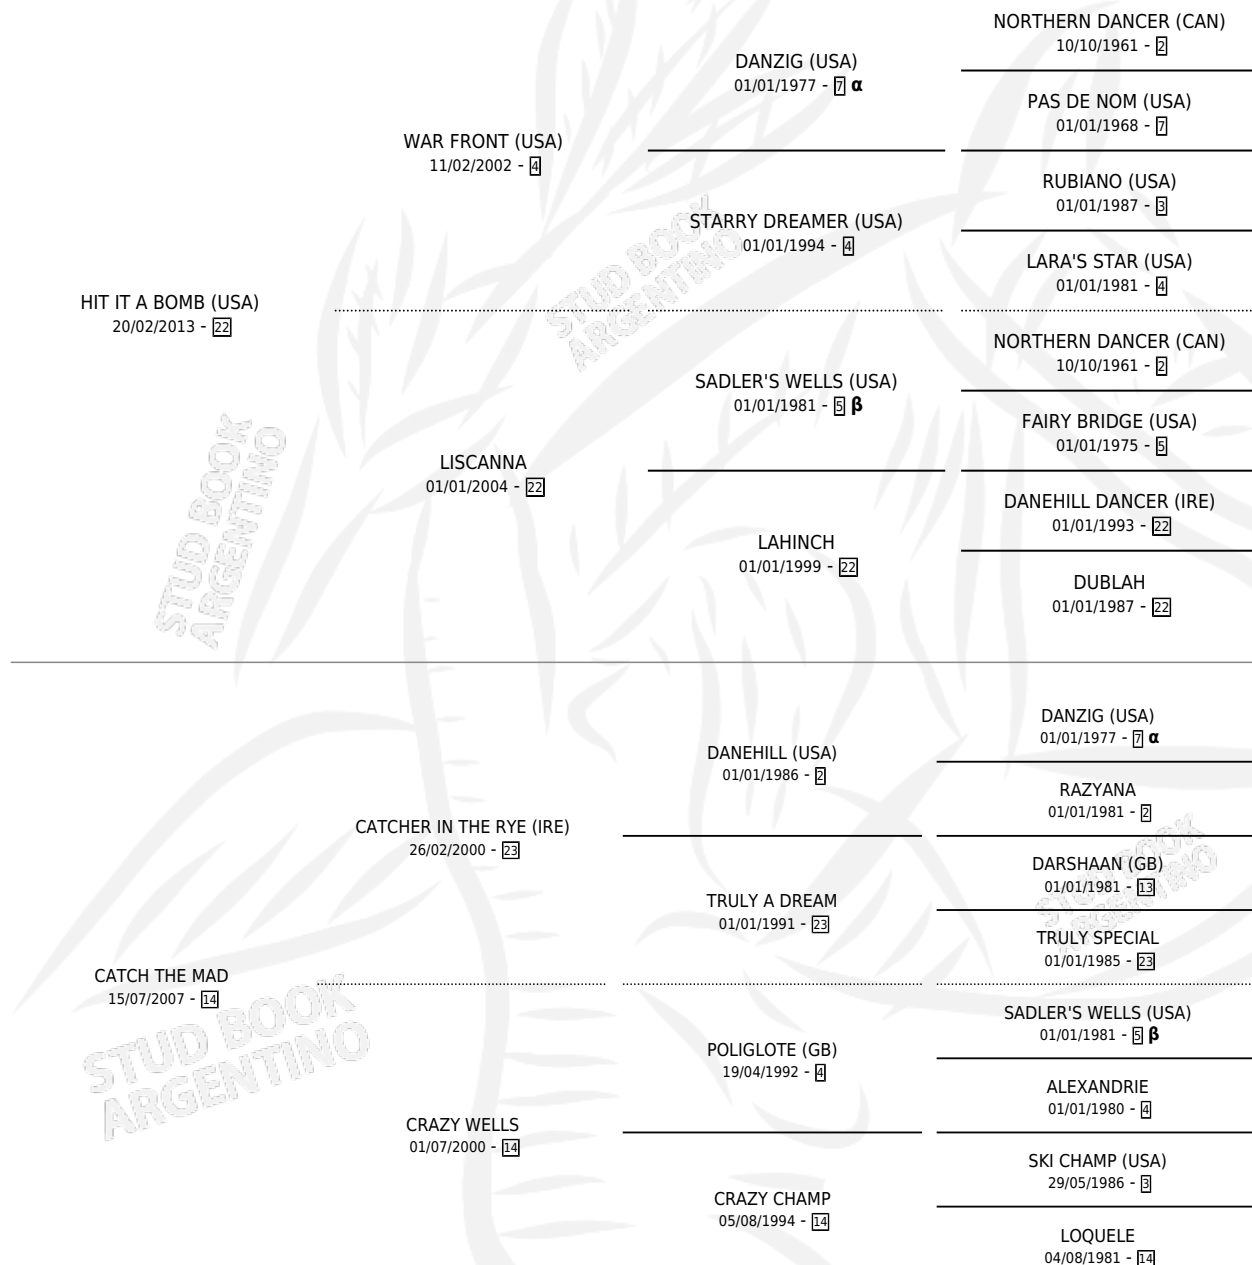 NORTHERN DANCER (CAN)
10/10/1961 - 2
DANZIG (USA)
01/01/1977 - 7 α
PAS DE NOM (USA)
01/01/1968 - 7
WAR FRONT (USA)
11/02/2002 - 4
RUBIANO (USA)
01/01/1987 - 3
STARRY DREAMER (USA)
01/01/1994 - 4
LARA'S STAR (USA)
01/01/1981 - 4
HIT IT A BOMB (USA)
20/02/2013 - 22
NORTHERN DANCER (CAN)
10/10/1961 - 2
SADLER'S WELLS (USA)
01/01/1981 - 5 β
FAIRY BRIDGE (USA)
01/01/1975 - 5
LISCANNA
01/01/2004 - 22
DANEHILL DANCER (IRE)
01/01/1993 - 22
LAHINCH
01/01/1999 - 22
DUBLAH
01/01/1987 - 22
DANZIG (USA)
01/01/1977 - 7 α
DANEHILL (USA)
01/01/1986 - 2
RAZYANA
01/01/1981 - 2
CATCHER IN THE RYE (IRE)
26/02/2000 - 23
DARSHAAN (GB)
01/01/1981 - 13
TRULY A DREAM
01/01/1991 - 23
TRULY SPECIAL
01/01/1985 - 23
CATCH THE MAD
15/07/2007 - 14
SADLER'S WELLS (USA)
01/01/1981 - 5 β
POLIGLOTE (GB)
19/04/1992 - 4
ALEXANDRIE
01/01/1980 - 4
CRAZY WELLS
01/07/2000 - 14
SKI CHAMP (USA)
29/05/1986 - 3
CRAZY CHAMP
05/08/1994 - 14
LOQUELE
04/08/1981 - 14
STUD BOOK
ARGENTINO
STUD BOOK
ARGENTINO
STUD BOOK
ARGENTINO
STUD BOOK
ARGENTINO